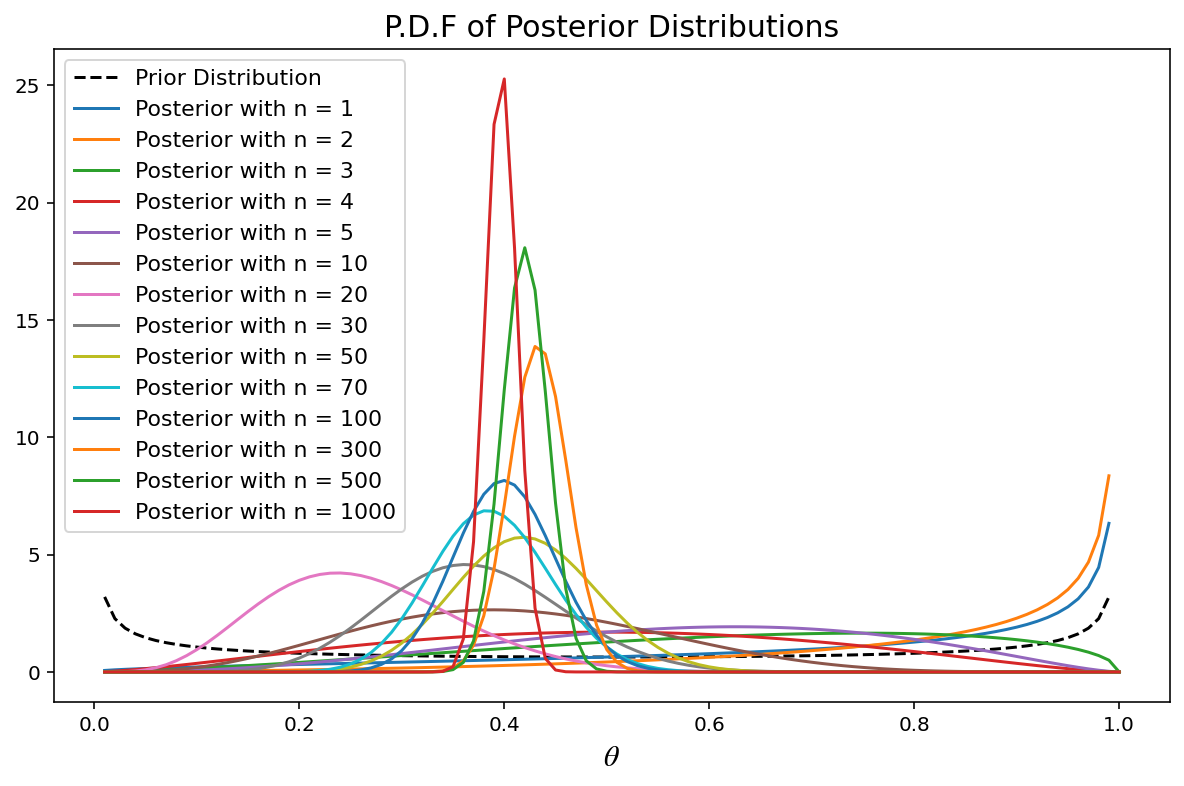 P.D.F of Posterior Distributions
25
20
15
10
5
0
Prior Distribution
Posterior with n = 1
Posterior with n = 2
Posterior with n = 3
Posterior with n = 4
Posterior with n = 5
Posterior with n = 10
Posterior with n = 20
Posterior with n = 30
Posterior with n = 50
Posterior with n = 70
Posterior with n = 100
Posterior with n = 300
Posterior with n = 500
Posterior with n = 1000
0.0 0.2 0.4 0.6 0.8 1.0
θ